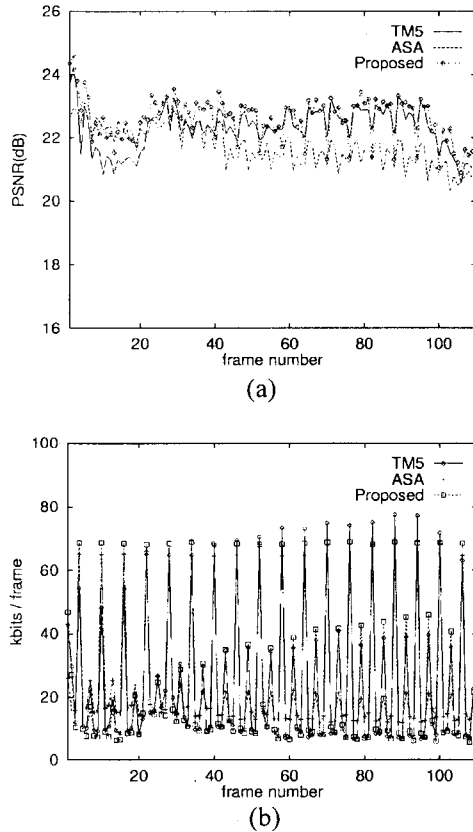 26
24
22
20
18
16
PSNR(dB)
TM5
ASA
Proposed
20
40
60
80
100
frame number
(a)
100
80
60
40
20
0
kbits / frame
TM5
ASA
Proposed
20
40
60
80
100
frame number
(b)